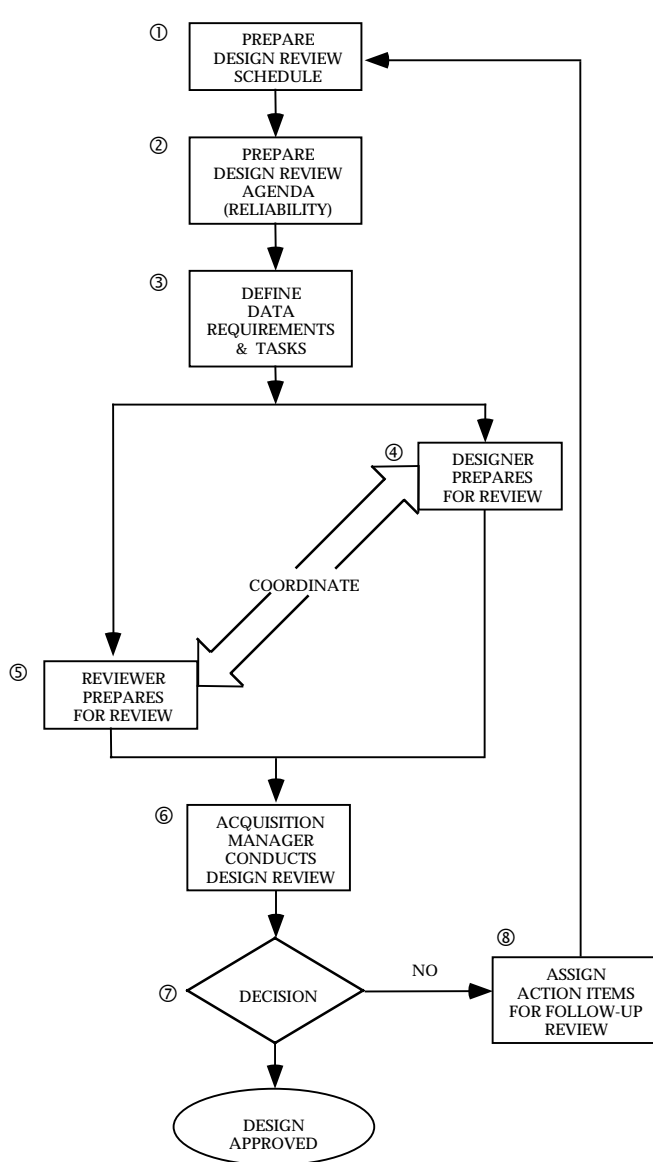 ①
PREPARE
DESIGN REVIEW
SCHEDULE
②
PREPARE
DESIGN REVIEW
AGENDA
(RELIABILITY)
③
DEFINE
DATA
REQUIREMENTS
& TASKS
④
DESIGNER
PREPARES
FOR REVIEW
COORDINATE
⑤
REVIEWER
PREPARES
FOR REVIEW
⑥
ACQUISITION
MANAGER
CONDUCTS
DESIGN REVIEW
⑦
DECISION
NO
⑧
ASSIGN
ACTION ITEMS
FOR FOLLOW-UP
REVIEW
DESIGN
APPROVED